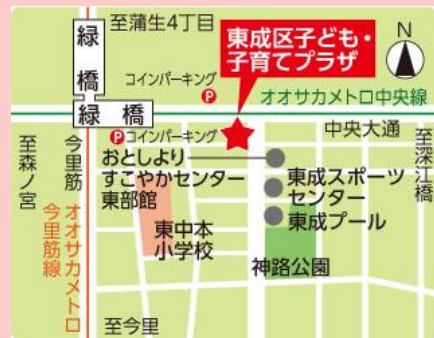 至蒲生4丁目
N
緑橋
東成区子ども・
子育てプラザ
コインパーキング
P
オオサカメトロ中央線
緑橋
P
コインパーキング
中央大通
至森ノ宮
今里筋
オオサカメトロ
今里筋線
おとしより
すこやかセンター
東部館
東成スポーツ
センター
東成プール
至深江橋
東中本
小学校
神路公園
至今里